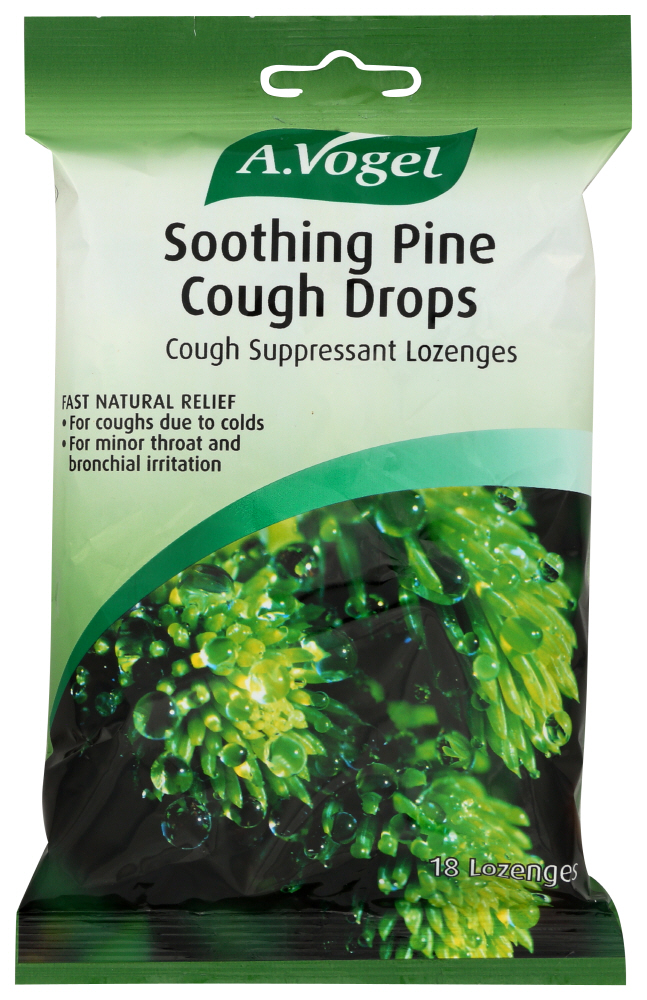 A.Vogel
Soothing Pine
Cough Drops
Cough Suppressant Lozenges
FAST NATURAL RELIEF
• For coughs due to colds
• For minor throat and
bronchial irritation
18 Lozenges